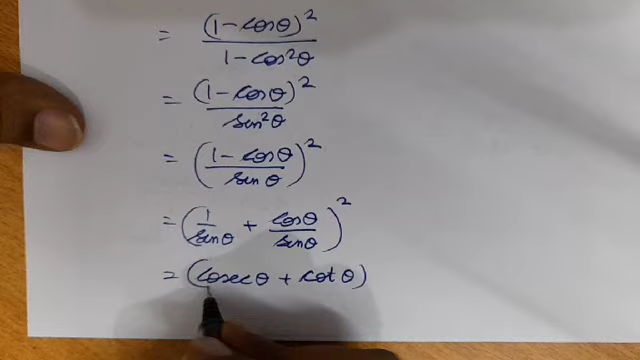 = (1 - cosθ)² / 1 - cos²θ
= (1 - cosθ)² / sin²θ
= (1 - cosθ / sinθ)²
= (1 / sinθ + cosθ / sinθ)²
= (cosecθ + cotθ)